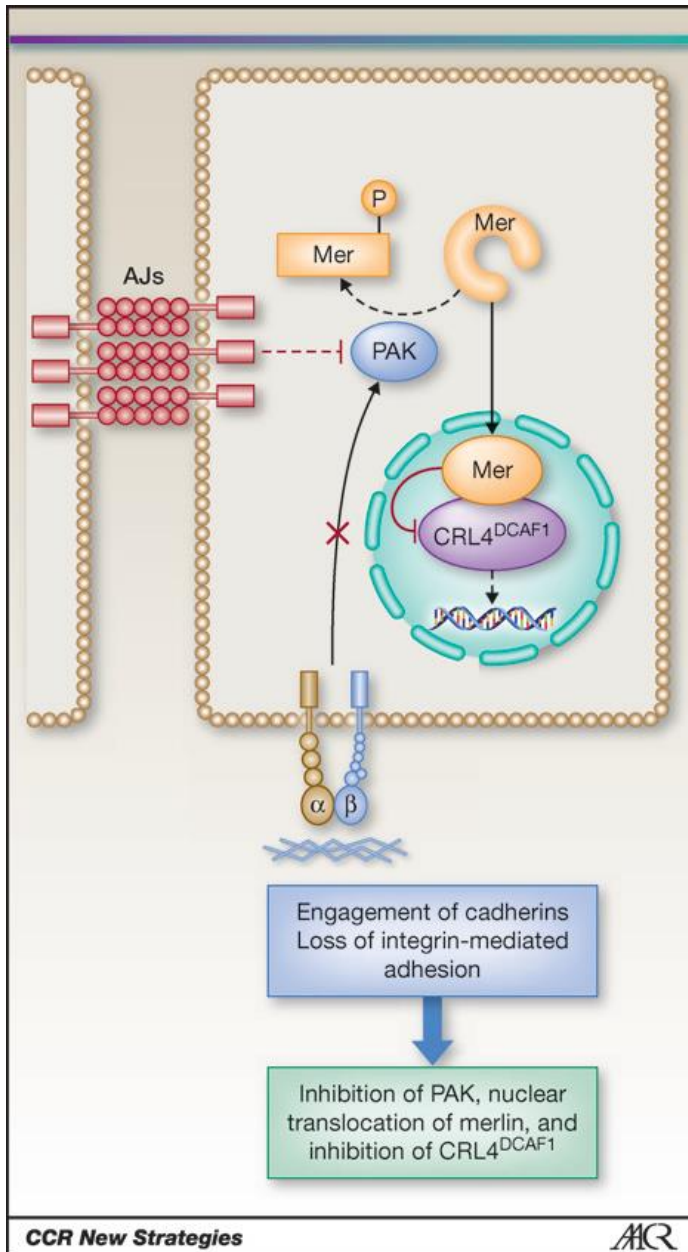 P
Mer
Mer
AJs
PAK
Mer
CRL4DCAF1
α
β
Engagement of cadherins
Loss of integrin-mediated
adhesion
Inhibition of PAK, nuclear
translocation of merlin, and
inhibition of CRL4DCAF1
CCR New Strategies
AACR